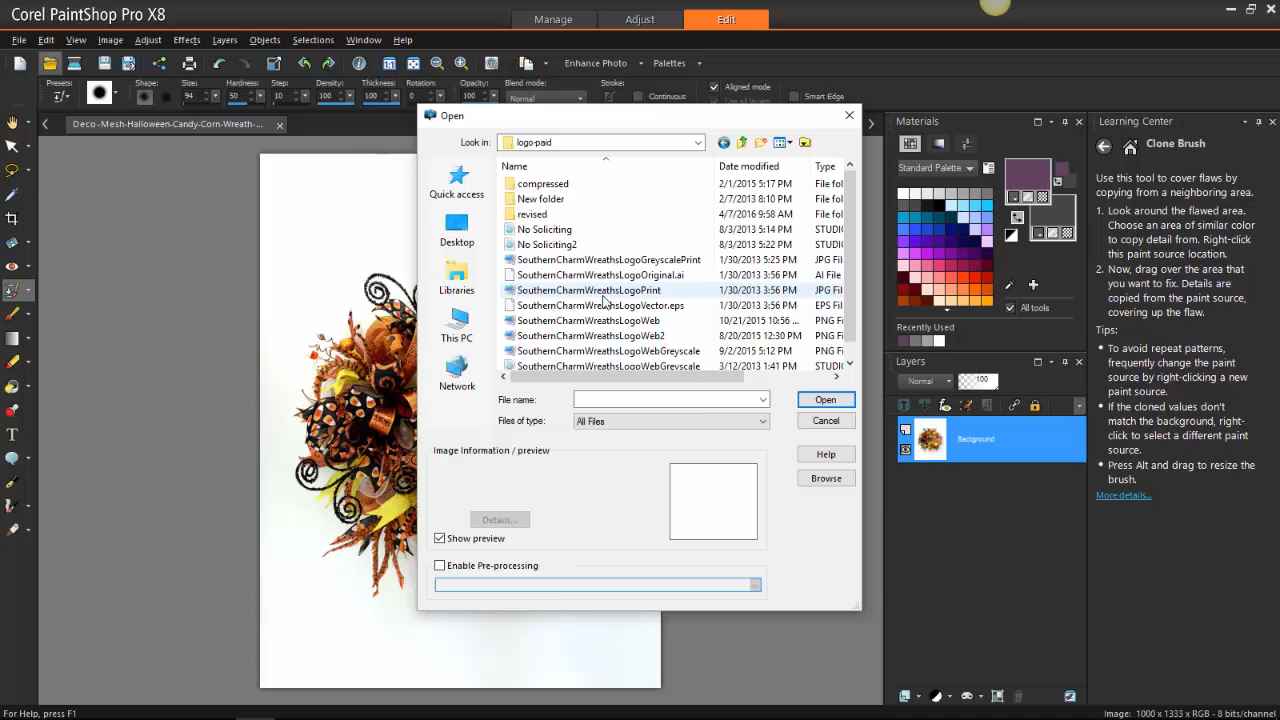 Corel PaintShop Pro X8
Manage Adjust Edit
File Edit View Image Adjust Effects Layers Objects Selections Window Help
Enhance Photo Palettes
Presets: Shape: Size: Hardness: Step: Density: Thickness: Rotation: Opacity: Blend mode: Stroke: Aligned mode
94 50 10 100 100 0 100 Normal Continuous Smart Edge
Deco-Mesh-Halloween-Candy-Corn-Wreath-...
Open
Look in: logo-paid
Name Date modified Type
compressed 2/1/2015 5:17 PM File fol
New folder 2/7/2013 8:10 PM File fol
revised 4/7/2016 9:58 AM File fol
No Soliciting 8/3/2013 5:14 PM STUDIO
No Soliciting2 8/3/2013 5:22 PM STUDIO
SouthernCharmWreathsLogoGreyscalePrint 1/30/2013 5:25 PM JPG Fil
SouthernCharmWreathsLogoOriginal.ai 1/30/2013 3:56 PM AI File
SouthernCharmWreathsLogoPrint 1/30/2013 3:56 PM JPG Fil
SouthernCharmWreathsLogoVector.eps 1/30/2013 3:56 PM EPS Fil
SouthernCharmWreathsLogoWeb 10/21/2015 10:56 ... PNG Fi
SouthernCharmWreathsLogoWeb2 8/20/2015 12:30 PM PNG Fi
SouthernCharmWreathsLogoWebGreyscale 9/2/2015 5:12 PM PNG Fi
SouthernCharmWreathsLogoWebGreyscale 3/12/2013 1:41 PM STUDIO
Quick access
Desktop
Libraries
This PC
Network
File name: Open
Files of type: All Files Cancel
Image Information / preview Help
Browse
Details...
Show preview
Enable Pre-processing
Materials
Standard Palette
All tools
Recently Used
Layers
Normal 100
Background
Learning Center
Clone Brush
Use this tool to cover flaws by
copying from a neighboring area.
1. Look around the flawed area.
Choose an area of similar color
to copy detail from. Right-click
this paint source location.
2. Now, drag over the area that
you want to fix. Details are
copied from the paint source,
covering up the flaw.
Tips:
• To avoid repeat patterns,
frequently change the paint
source by right-clicking a new
paint source.
• If the cloned values don't
match the background, right-
click to select a different paint
source.
• Press Alt and drag to resize the
brush.
More details...
For Help, press F1
Image: 1000 x 1333 x RGB - 8 bits/channel